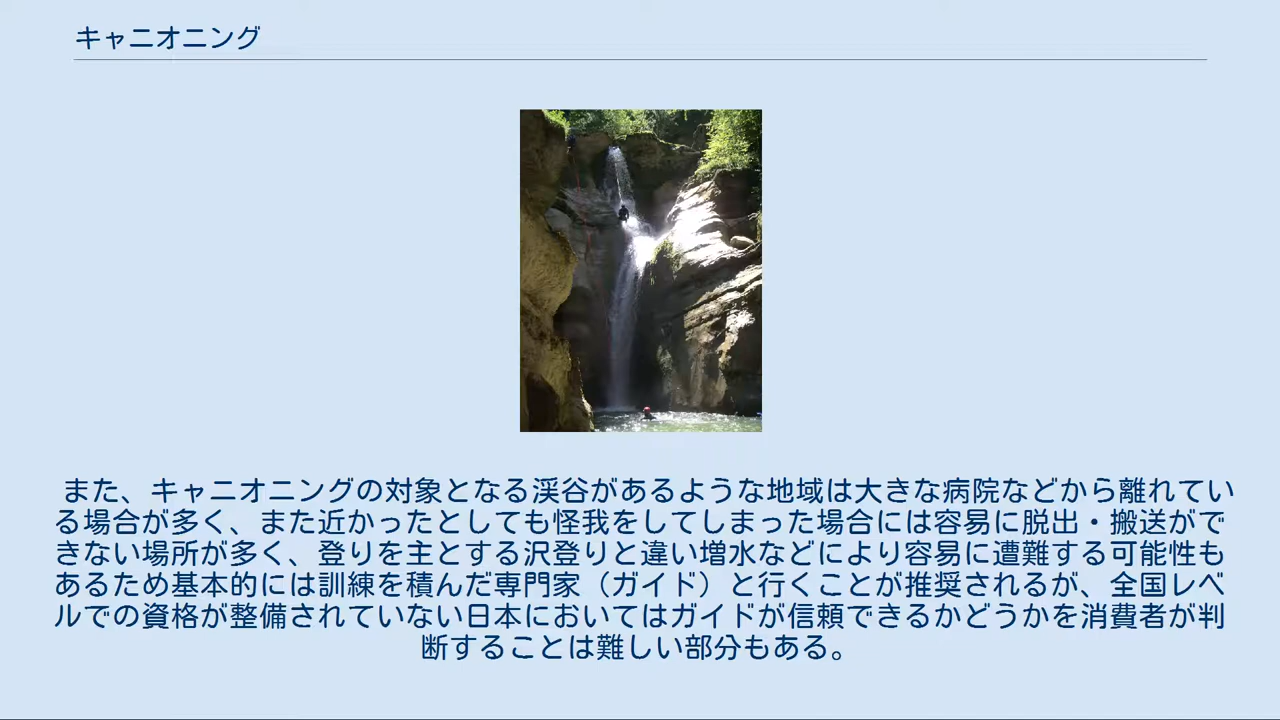 キャニオニング
また、キャニオニングの対象となる渓谷があるような地域は大きな病院などから離れてい
る場合が多く、また近かったとしても怪我をしてしまった場合には容易に脱出・搬送がで
きない場所が多く、登りを主とする沢登りと違い増水などにより容易に遭難する可能性も
あるため基本的には訓練を積んだ専門家（ガイド）と行くことが推奨されるが、全国レベ
ルでの資格が整備されていない日本においてはガイドが信頼できるかどうかを消費者が判
断することは難しい部分もある。